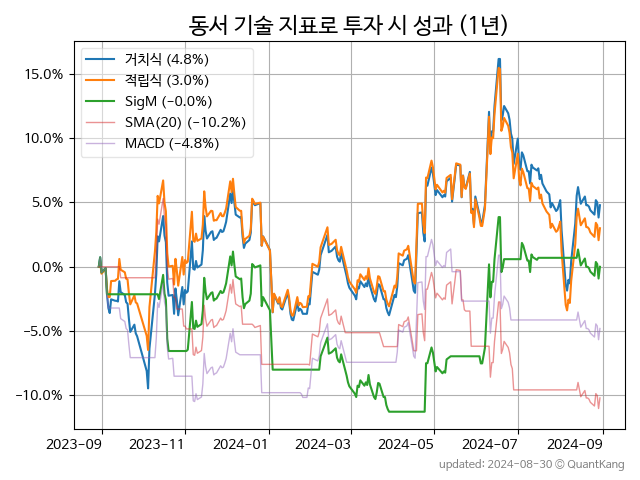 동서 기술 지표로 투자 시 성과 (1년)
거치식 (4.8%)
적립식 (3.0%)
SigM (−0.0%)
SMA(20) (−10.2%)
MACD (−4.8%)
15.0%
10.0%
5.0%
0.0%
−5.0%
−10.0%
2023-09 2023-11 2024-01 2024-03 2024-05 2024-07 2024-09
updated: 2024-08-30 © QuantKang